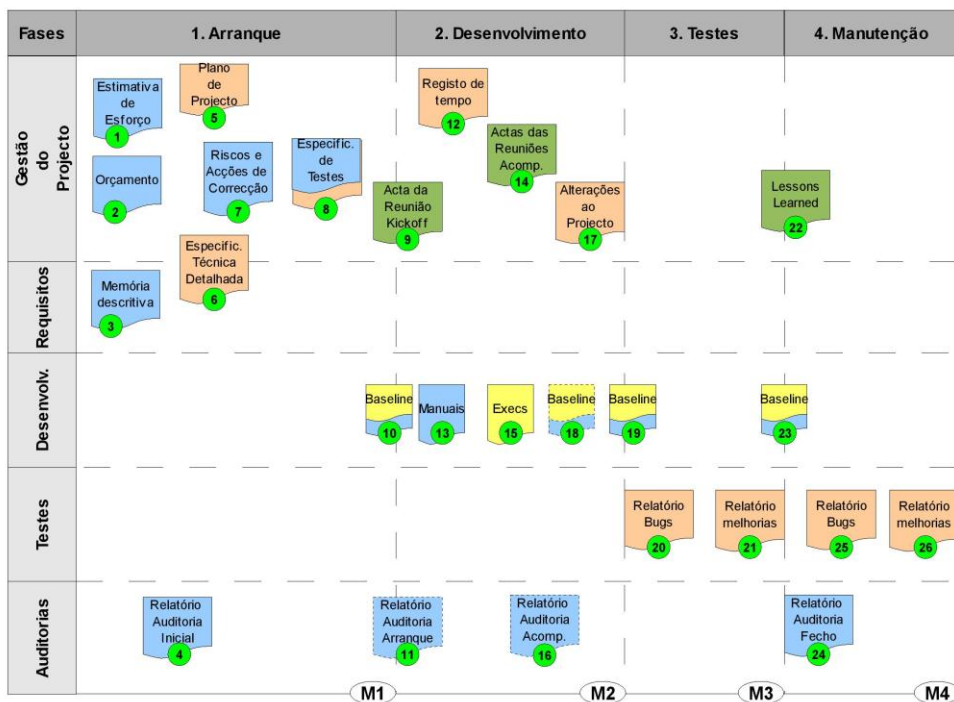 Fases
1. Arranque
2. Desenvolvimento
3. Testes
4. Manutenção
Gestão
do
Projecto
Estimativa
de
Esforço
1
Plano
de
Projecto
5
Orçamento
2
Riscos e
Acções de
Correcção
7
Especific.
de
Testes
8
Acta da
Reunião
Kickoff
9
Registo de
tempo
12
Actas das
Reuniões
Acomp.
14
Alterações
ao
Projecto
17
Lessons
Learned
22
Requisitos
Memória
descritiva
3
Especific.
Técnica
Detalhada
6
Desenvolv.
Baseline
10
Manuais
13
Execs
15
Baseline
18
Baseline
19
Baseline
23
Testes
Relatório
Bugs
20
Relatório
melhorias
21
Relatório
Bugs
25
Relatório
melhorias
26
Auditorias
Relatório
Auditoria
Inicial
4
Relatório
Auditoria
Arranque
11
Relatório
Auditoria
Acomp.
16
Relatório
Auditoria
Fecho
24
M1
M2
M3
M4